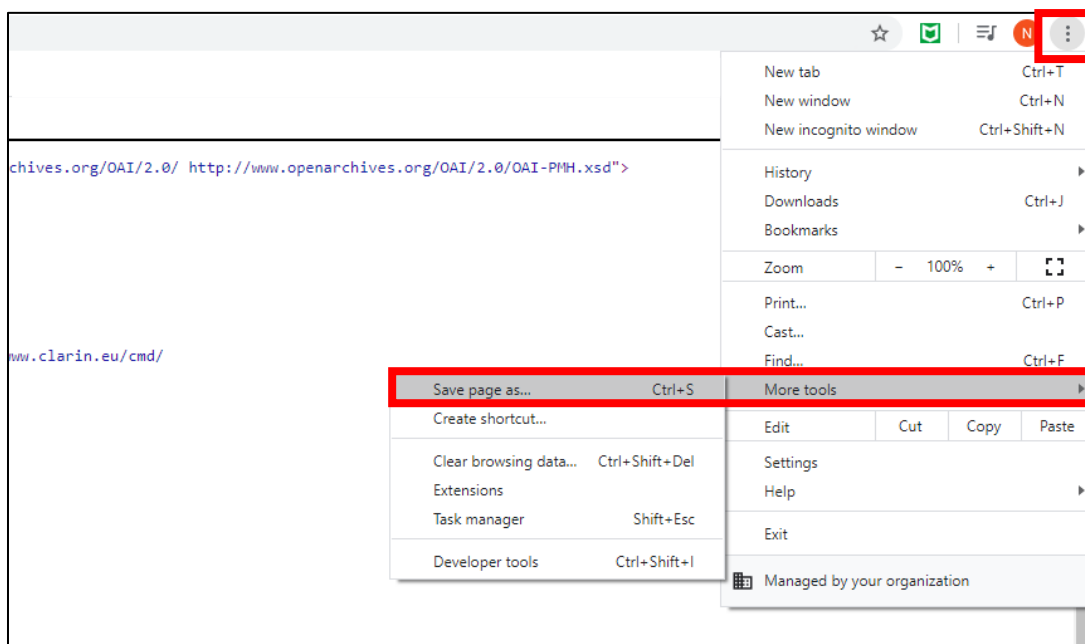 N
New tab Ctrl+T
New window Ctrl+N
New incognito window Ctrl+Shift+N
chives.org/OAI/2.0/ http://www.openarchives.org/OAI/2.0/OAI-PMH.xsd">
History
Downloads Ctrl+J
Bookmarks
Zoom - 100% +
Print... Ctrl+P
Cast...
Find... Ctrl+F
ww.clarin.eu/cmd/
More tools
Edit Cut Copy Paste
Settings
Help
Exit
Managed by your organization
Save page as... Ctrl+S
Create shortcut...
Clear browsing data... Ctrl+Shift+Del
Extensions
Task manager Shift+Esc
Developer tools Ctrl+Shift+I